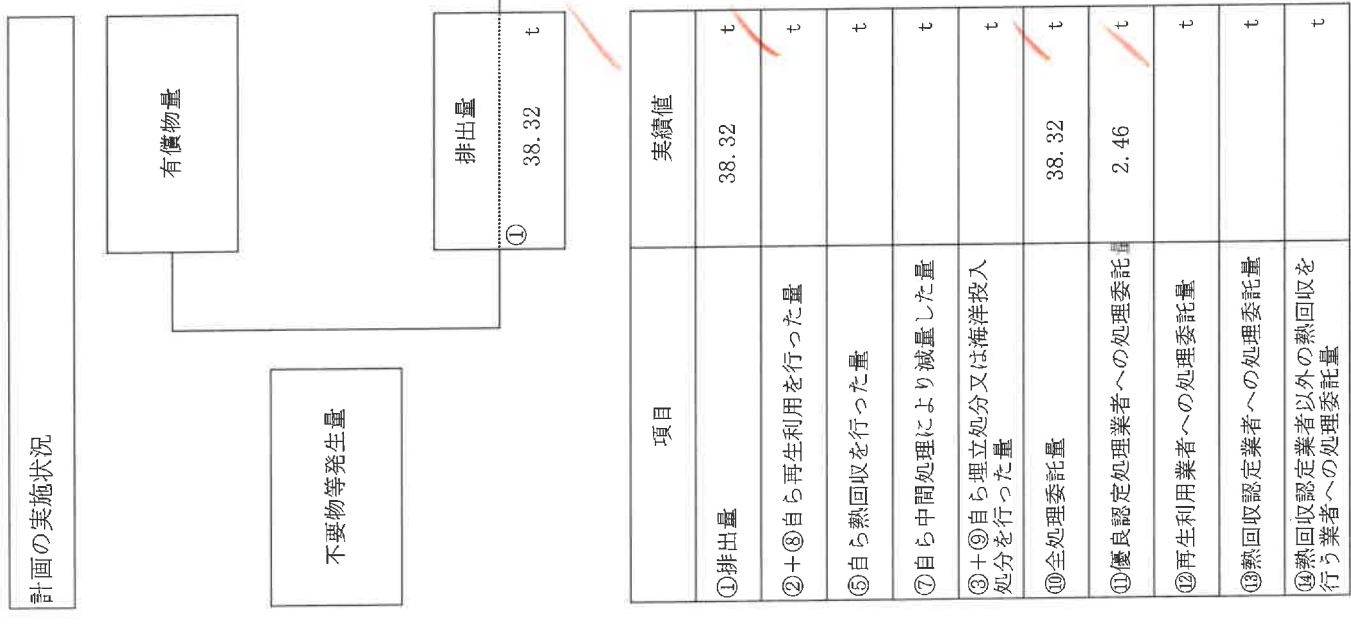 計画の実施状況
有償物量
不要物等発生量
排出量
① 38.32 t
項目 実績値
①排出量 38.32 t
②+⑧自ら再生利用を行った量 t
⑤自ら熱回収を行った量 t
⑦自ら中間処理により減量した量 t
③+⑨自ら埋立処分又は海洋投入
処分を行った量 t
⑩全処理委託量 38.32 t
⑪優良認定処理業者への処理委託量 2.46 t
⑫再生利用業者への処理委託量 t
⑬熱回収認定業者への処理委託量 t
⑭熱回収認定業者以外の熱回収を
行う業者への処理委託量 t